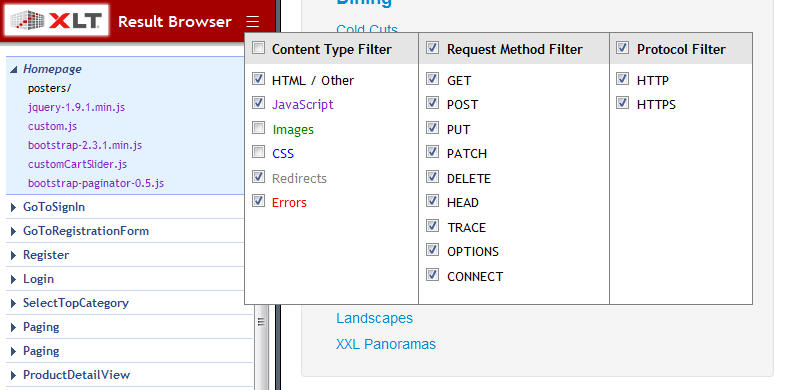 XLT
Result Browser
Dining
Cold Cuts
Content Type Filter
HTML / Other
JavaScript
Images
CSS
Redirects
Errors
Request Method Filter
GET
POST
PUT
PATCH
DELETE
HEAD
TRACE
OPTIONS
CONNECT
Protocol Filter
HTTP
HTTPS
Homepage
posters/
jquery-1.9.1.min.js
custom.js
bootstrap-2.3.1.min.js
customCartSlider.js
bootstrap-paginator-0.5.js
GoToSignIn
GoToRegistrationForm
Register
Login
SelectTopCategory
Paging
Paging
ProductDetailView
Landscapes
XXL Panoramas